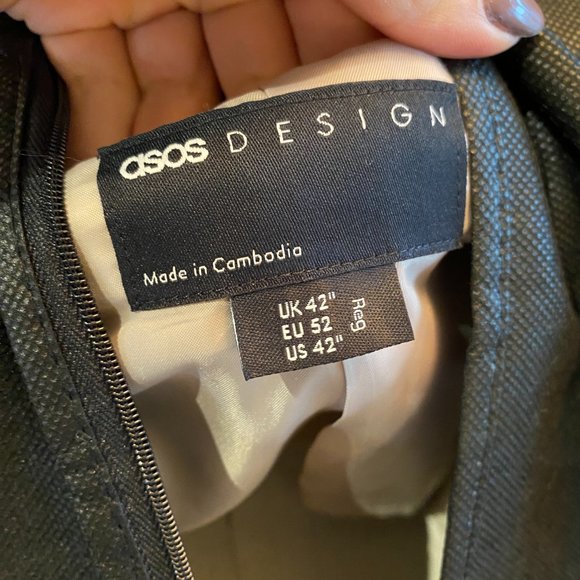 asos DESIGN
Made in Cambodia
UK 42"
EU 52
US 42"
Reg